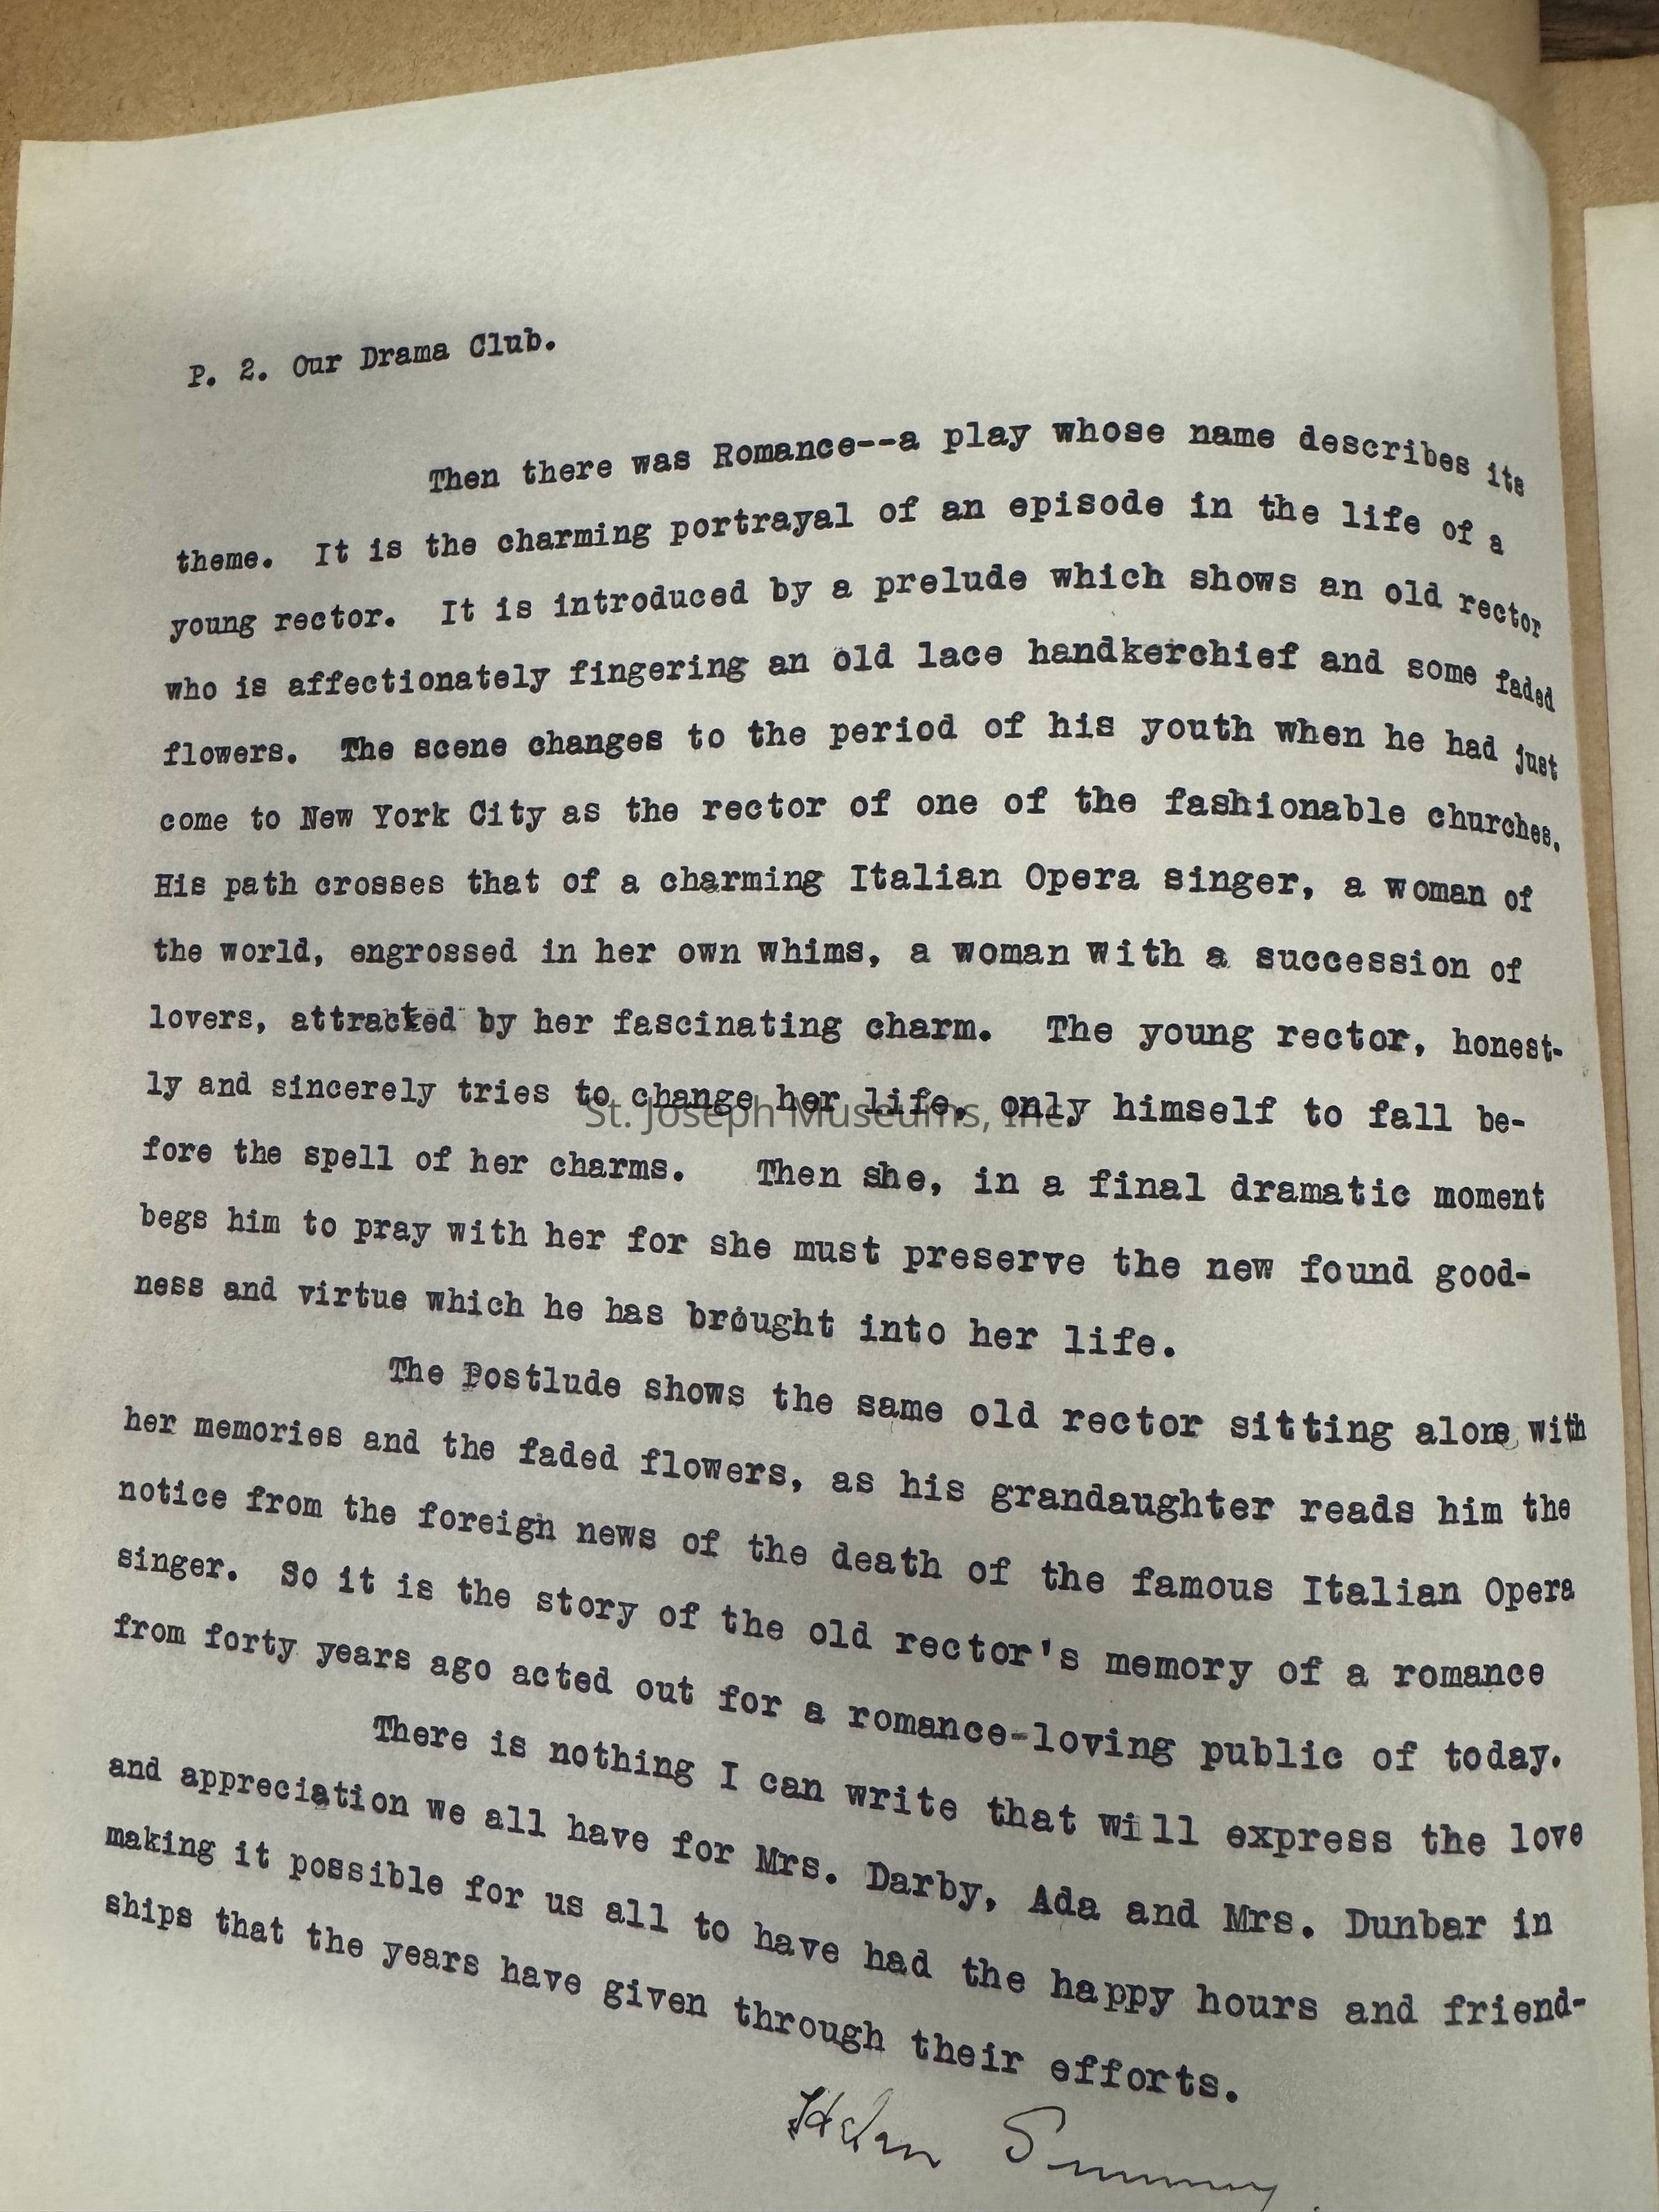 P. 2. Our Drama Club.
Then there was Romance--a play whose name describes its
theme. It is the charming portrayal of an episode in the life of a
young rector. It is introduced by a prelude which shows an old rector
who is affectionately fingering an old lace handkerchief and some faded
flowers. The scene changes to the period of his youth when he had just
come to New York City as the rector of one of the fashionable churches.
His path crosses that of a charming Italian Opera singer, a woman of
the world, engrossed in her own whims, a woman with a succession of
lovers, attracted by her fascinating charm. The young rector, honest-
ly and sincerely tries to change her life, only himself to fall be-
St. Joseph Museums, Inc.
fore the spell of her charms. Then she, in a final dramatic moment
begs him to pray with her for she must preserve the new found good-
ness and virtue which he has brought into her life.
The Postlude shows the same old rector sitting alone with
her memories and the faded flowers, as his grandaughter reads him the
notice from the foreign news of the death of the famous Italian Opera
singer. So it is the story of the old rector's memory of a romance
from forty years ago acted out for a romance-loving public of today.
There is nothing I can write that will express the love
and appreciation we all have for Mrs. Darby, Ada and Mrs. Dunbar in
making it possible for us all to have had the happy hours and friend-
ships that the years have given through their efforts.
Helen